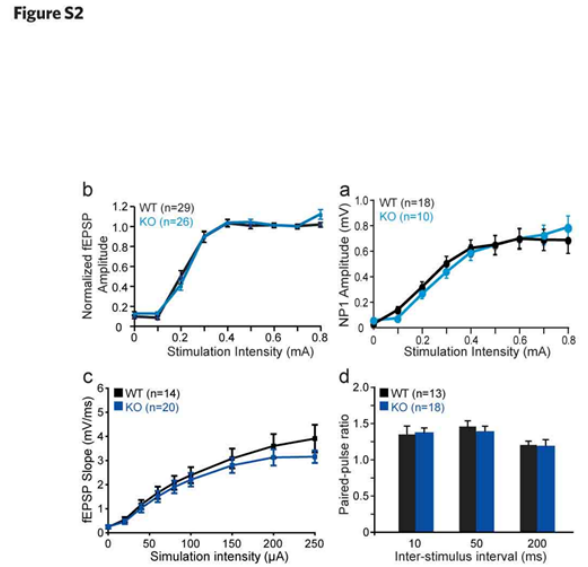 Figure S2
b
WT (n=29)
KO (n=26)
Normalized fEPSP
Amplitude
1.2
1.0
0.8
0.6
0.4
0.2
0
0 0.2 0.4 0.6 0.8
Stimulation Intensity (mA)
a
WT (n=18)
KO (n=10)
NP1 Amplitude (mV)
1.0
0.8
0.6
0.4
0.2
0
0 0.2 0.4 0.6 0.8
Stimulation Intensity (mA)
c
WT (n=14)
KO (n=20)
fEPSP Slope (mV/ms)
6
5
4
3
2
1
0
0 50 100 150 200 250
Simulation intensity (µA)
d
WT (n=13)
KO (n=18)
Paired-pulse ratio
2.0
1.5
1.0
0.5
0
10 50 200
Inter-stimulus interval (ms)